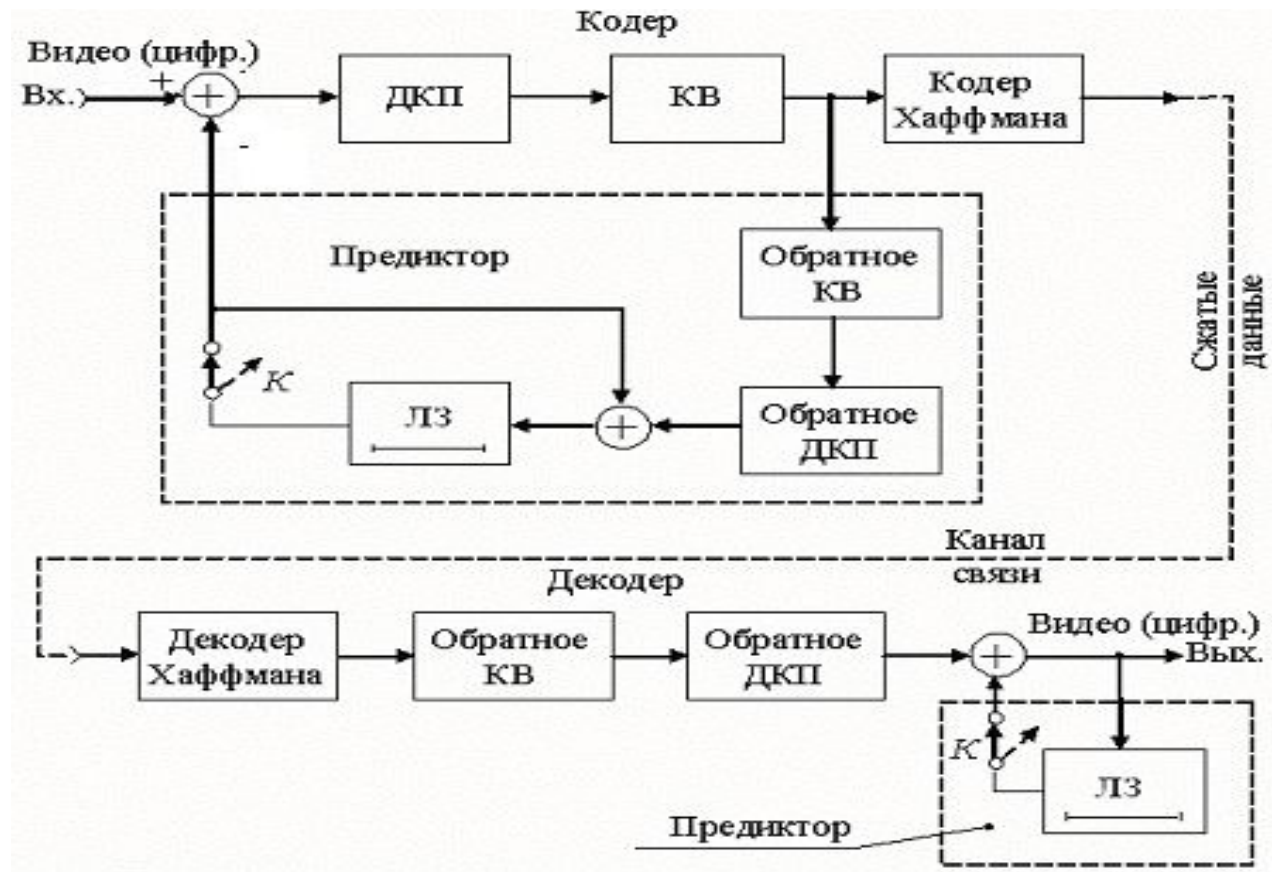 Кодер
Видео (цифр.)
Вх.
+
+
-
ДКП
КВ
Кодер
Хаффмана
Предиктор
Обратное
КВ
Сжатые
данные
К
ЛЗ
+
Обратное
ДКП
Канал
связи
Декодер
Декодер
Хаффмана
Обратное
КВ
Обратное
ДКП
+
Видео (цифр.)
Вых.
К
ЛЗ
Предиктор